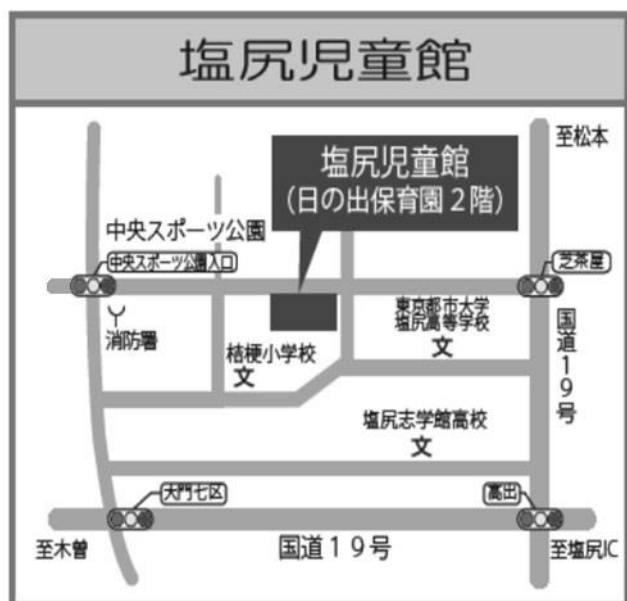 塩尻児童館
至松本
塩尻児童館
（日の出保育園２階）
中央スポーツ公園
中央スポーツ公園入口
芝茶屋
消防署
桔梗小学校
文
東京都市大学
塩尻高等学校
文
国道19号
塩尻志学館高校
文
大門七区
高出
至木曽
国道１９号
至塩尻IC